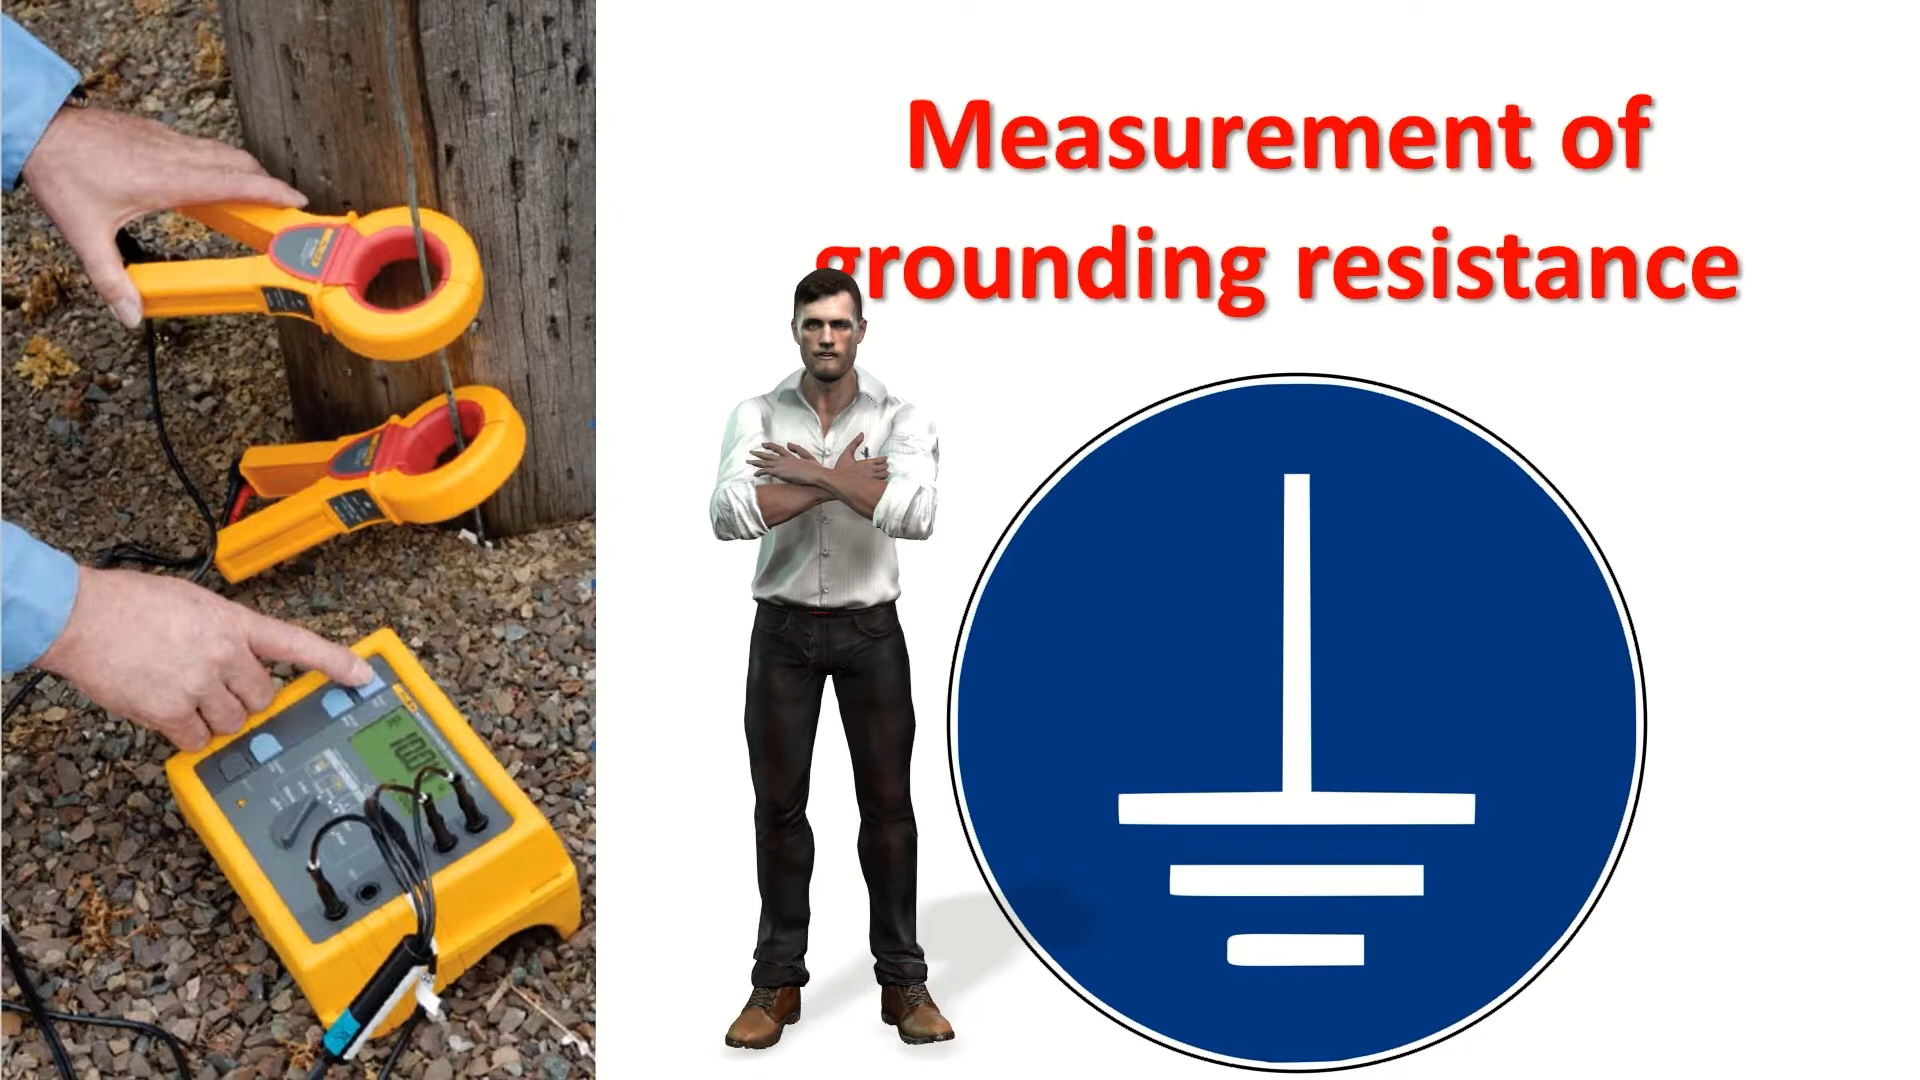 Measurement of
grounding resistance